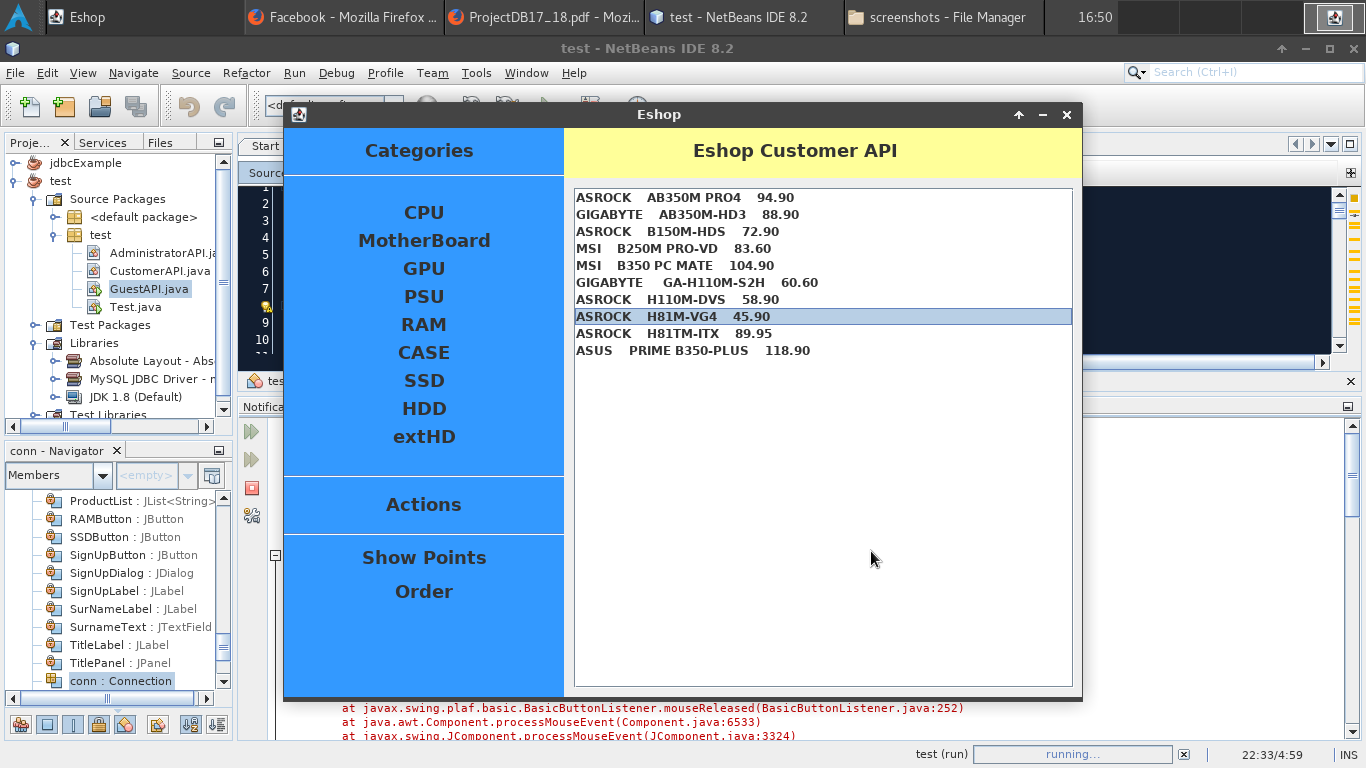 Eshop
Facebook - Mozilla Firefox ...
ProjectDB17_18.pdf - Mozi...
test - NetBeans IDE 8.2
screenshots - File Manager
16:50
test - NetBeans IDE 8.2
File Edit View Navigate Source Refactor Run Debug Profile Team Tools Window Help
Search (Ctrl+I)
Eshop
Proje... Services Files
Start
Source
jdbcExample
test
Source Packages
<default package>
test
AdministratorAPI.ja
CustomerAPI.java
GuestAPI.java
Test.java
Test Packages
Libraries
Absolute Layout - Abs
MySQL JDBC Driver - m
JDK 1.8 (Default)
Test Libraries
1
2
3
4
5
6
7
9
10
11
tes
Notifica
Categories
CPU
MotherBoard
GPU
PSU
RAM
CASE
SSD
HDD
extHD
Actions
Show Points
Order
Eshop Customer API
ASROCK AB350M PRO4 94.90
GIGABYTE AB350M-HD3 88.90
ASROCK B150M-HDS 72.90
MSI B250M PRO-VD 83.60
MSI B350 PC MATE 104.90
GIGABYTE GA-H110M-S2H 60.60
ASROCK H110M-DVS 58.90
ASROCK H81M-VG4 45.90
ASROCK H81TM-ITX 89.95
ASUS PRIME B350-PLUS 118.90
conn - Navigator
Members
<empty>
ProductList : JList<String>
RAMButton : JButton
SSDButton : JButton
SignUpButton : JButton
SignUpDialog : JDialog
SignUpLabel : JLabel
SurNameLabel : JLabel
SurnameText : JTextField
TitleLabel : JLabel
TitlePanel : JPanel
conn : Connection
at javax.swing.plaf.basic.BasicButtonListener.mouseReleased(BasicButtonListener.java:252)
at java.awt.Component.processMouseEvent(Component.java:6533)
at javax.swing.JComponent.processMouseEvent(JComponent.java:3324)
test (run)
running...
22:33/4:59
INS